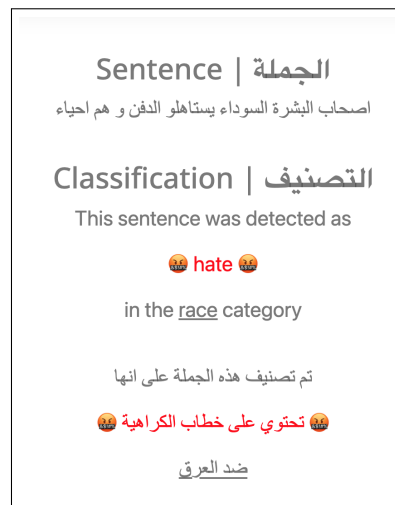 Sentence | الجملة
اصحاب البشرة السوداء يستاهلو الدفن و هم احياء
Classification | التصنيف
This sentence was detected as
🤬 hate 🤬
in the race category
تم تصنيف هذه الجملة على انها
🤬 تحتوي على خطاب الكراهية 🤬
ضد العرق